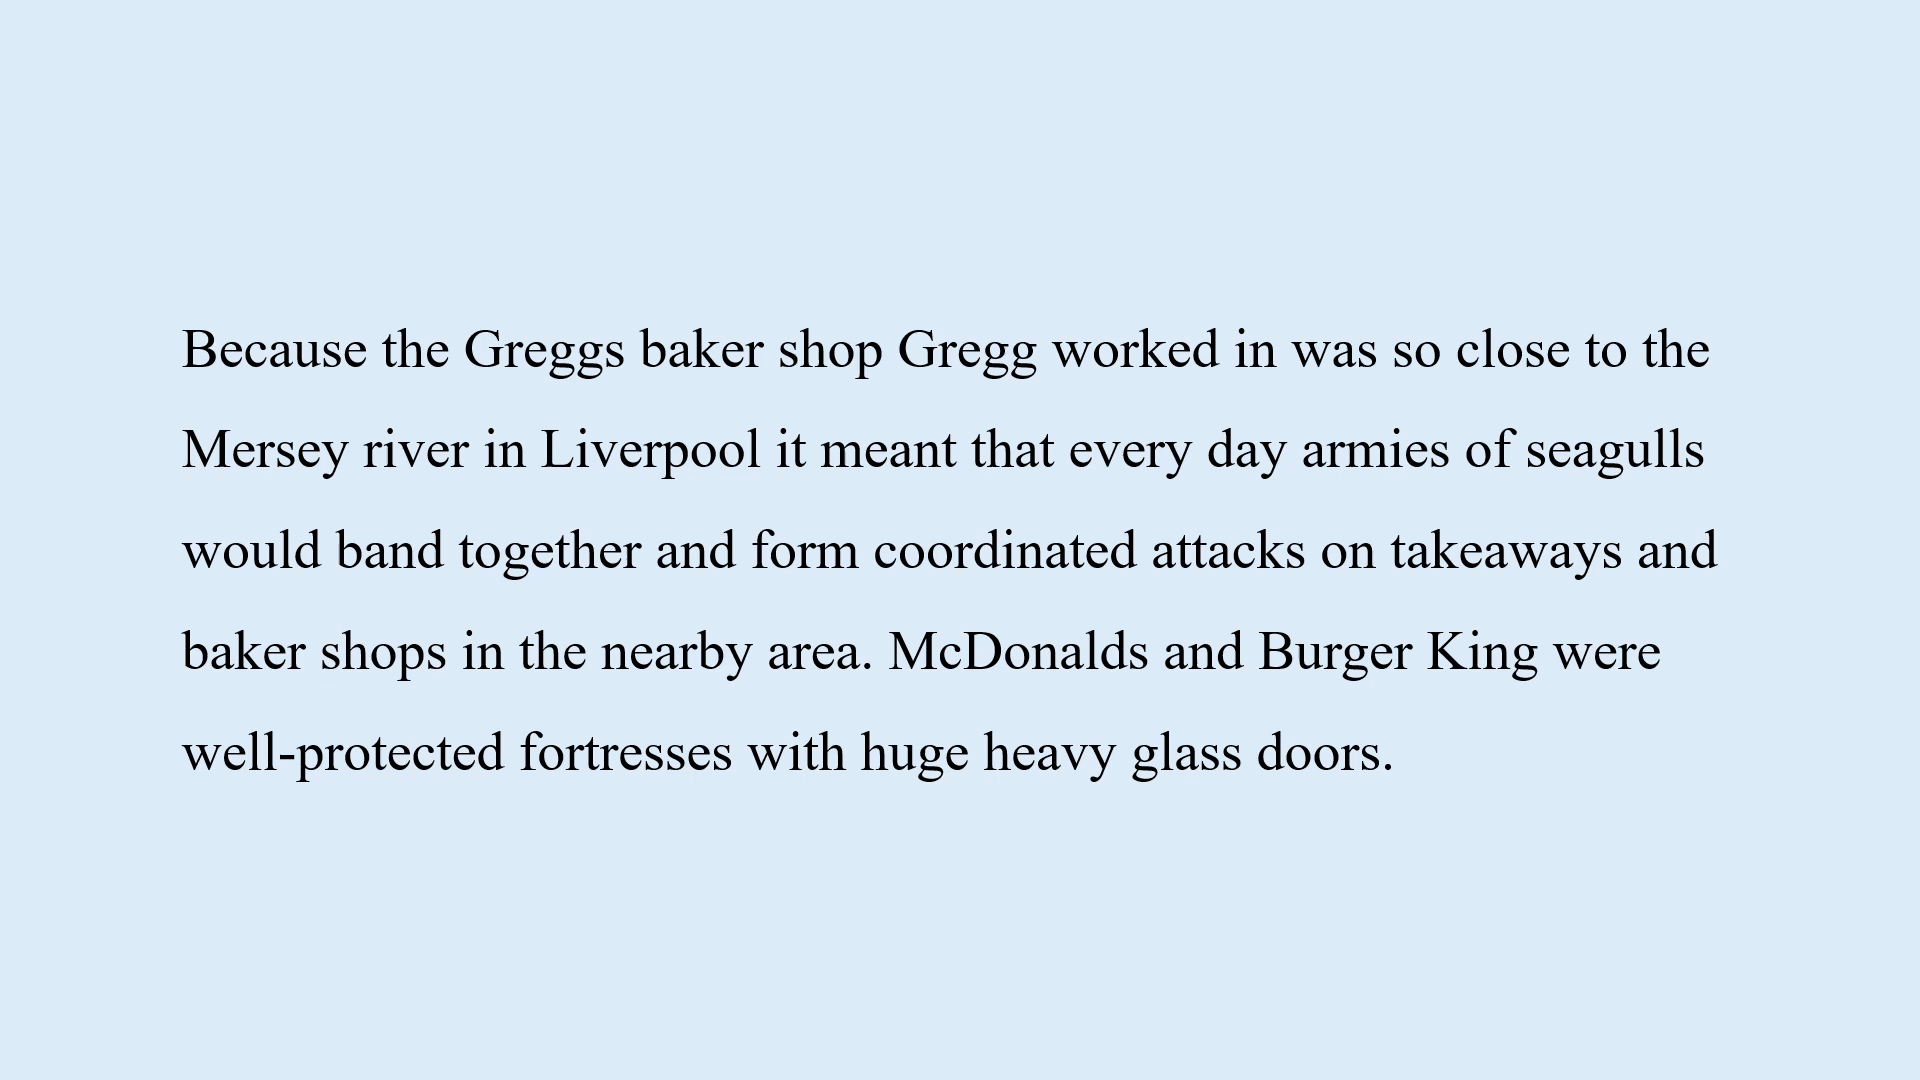 Because the Greggs baker shop Gregg worked in was so close to the
Mersey river in Liverpool it meant that every day armies of seagulls
would band together and form coordinated attacks on takeaways and
baker shops in the nearby area. McDonalds and Burger King were
well-protected fortresses with huge heavy glass doors.